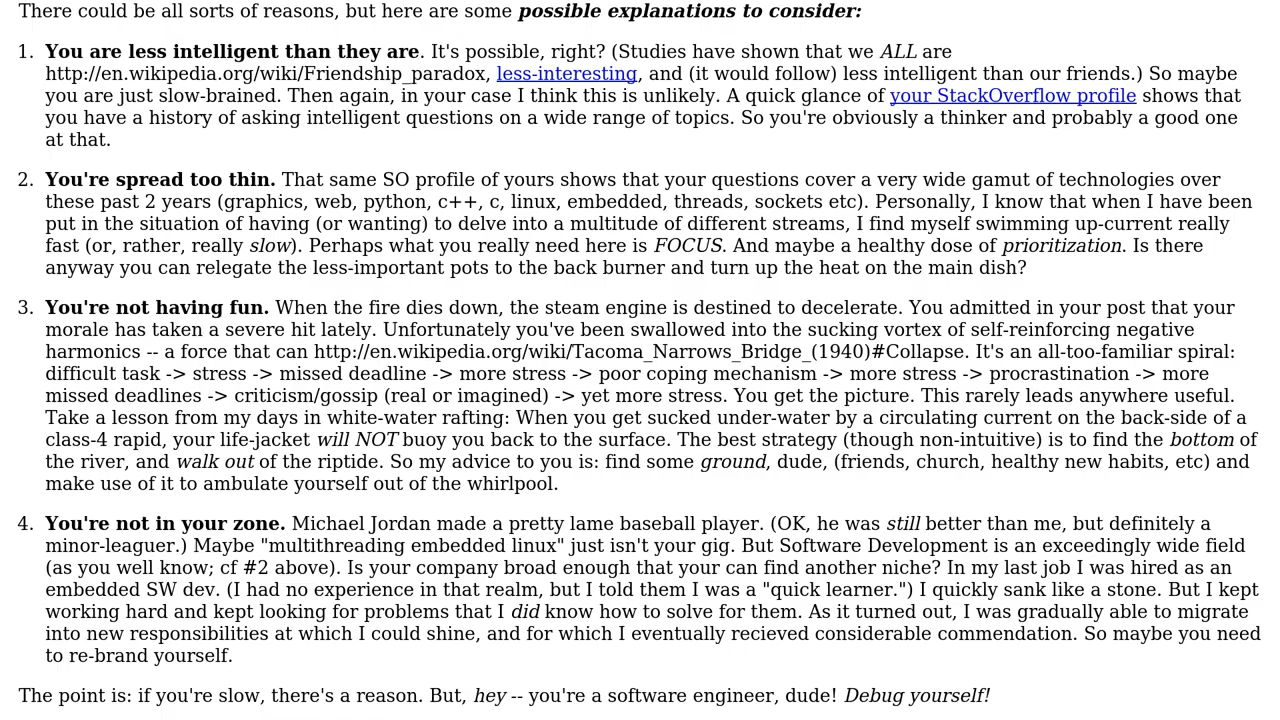 There could be all sorts of reasons, but here are some possible explanations to consider:
1. You are less intelligent than they are. It's possible, right? (Studies have shown that we ALL are
http://en.wikipedia.org/wiki/Friendship_paradox, less-interesting, and (it would follow) less intelligent than our friends.) So maybe
you are just slow-brained. Then again, in your case I think this is unlikely. A quick glance of your StackOverflow profile shows that
you have a history of asking intelligent questions on a wide range of topics. So you're obviously a thinker and probably a good one
at that.
2. You're spread too thin. That same SO profile of yours shows that your questions cover a very wide gamut of technologies over
these past 2 years (graphics, web, python, c++, c, linux, embedded, threads, sockets etc). Personally, I know that when I have been
put in the situation of having (or wanting) to delve into a multitude of different streams, I find myself swimming up-current really
fast (or, rather, really slow). Perhaps what you really need here is FOCUS. And maybe a healthy dose of prioritization. Is there
anyway you can relegate the less-important pots to the back burner and turn up the heat on the main dish?
3. You're not having fun. When the fire dies down, the steam engine is destined to decelerate. You admitted in your post that your
morale has taken a severe hit lately. Unfortunately you've been swallowed into the sucking vortex of self-reinforcing negative
harmonics -- a force that can http://en.wikipedia.org/wiki/Tacoma_Narrows_Bridge_(1940)#Collapse. It's an all-too-familiar spiral:
difficult task -> stress -> missed deadline -> more stress -> poor coping mechanism -> more stress -> procrastination -> more
missed deadlines -> criticism/gossip (real or imagined) -> yet more stress. You get the picture. This rarely leads anywhere useful.
Take a lesson from my days in white-water rafting: When you get sucked under-water by a circulating current on the back-side of a
class-4 rapid, your life-jacket will NOT buoy you back to the surface. The best strategy (though non-intuitive) is to find the bottom of
the river, and walk out of the riptide. So my advice to you is: find some ground, dude, (friends, church, healthy new habits, etc) and
make use of it to ambulate yourself out of the whirlpool.
4. You're not in your zone. Michael Jordan made a pretty lame baseball player. (OK, he was still better than me, but definitely a
minor-leaguer.) Maybe "multithreading embedded linux" just isn't your gig. But Software Development is an exceedingly wide field
(as you well know; cf #2 above). Is your company broad enough that your can find another niche? In my last job I was hired as an
embedded SW dev. (I had no experience in that realm, but I told them I was a "quick learner.") I quickly sank like a stone. But I kept
working hard and kept looking for problems that I did know how to solve for them. As it turned out, I was gradually able to migrate
into new responsibilities at which I could shine, and for which I eventually recieved considerable commendation. So maybe you need
to re-brand yourself.
The point is: if you're slow, there's a reason. But, hey -- you're a software engineer, dude! Debug yourself!